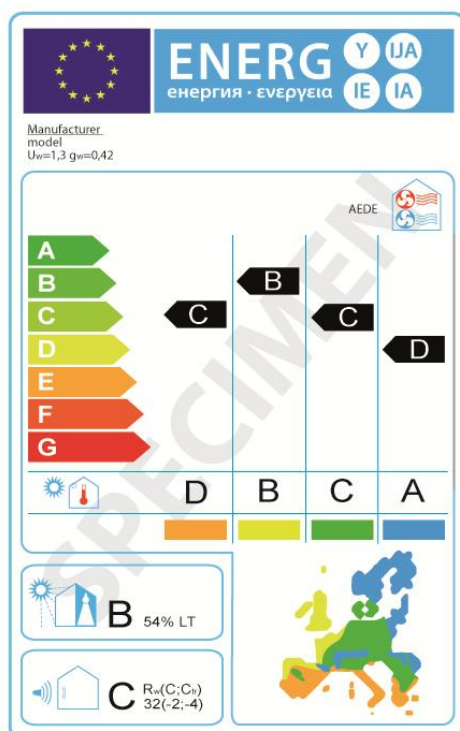 ENERG Y IJA
енергия · ενεργεια IE IA
Manufacturer
model
Uw=1,3 gw=0,42
AEDE
A
B
B
C
C
C
D
D
E
F
G
D B C A
B 54% LT
C Rw(C;Ctr)
32(-2;-4)
SPECIMEN